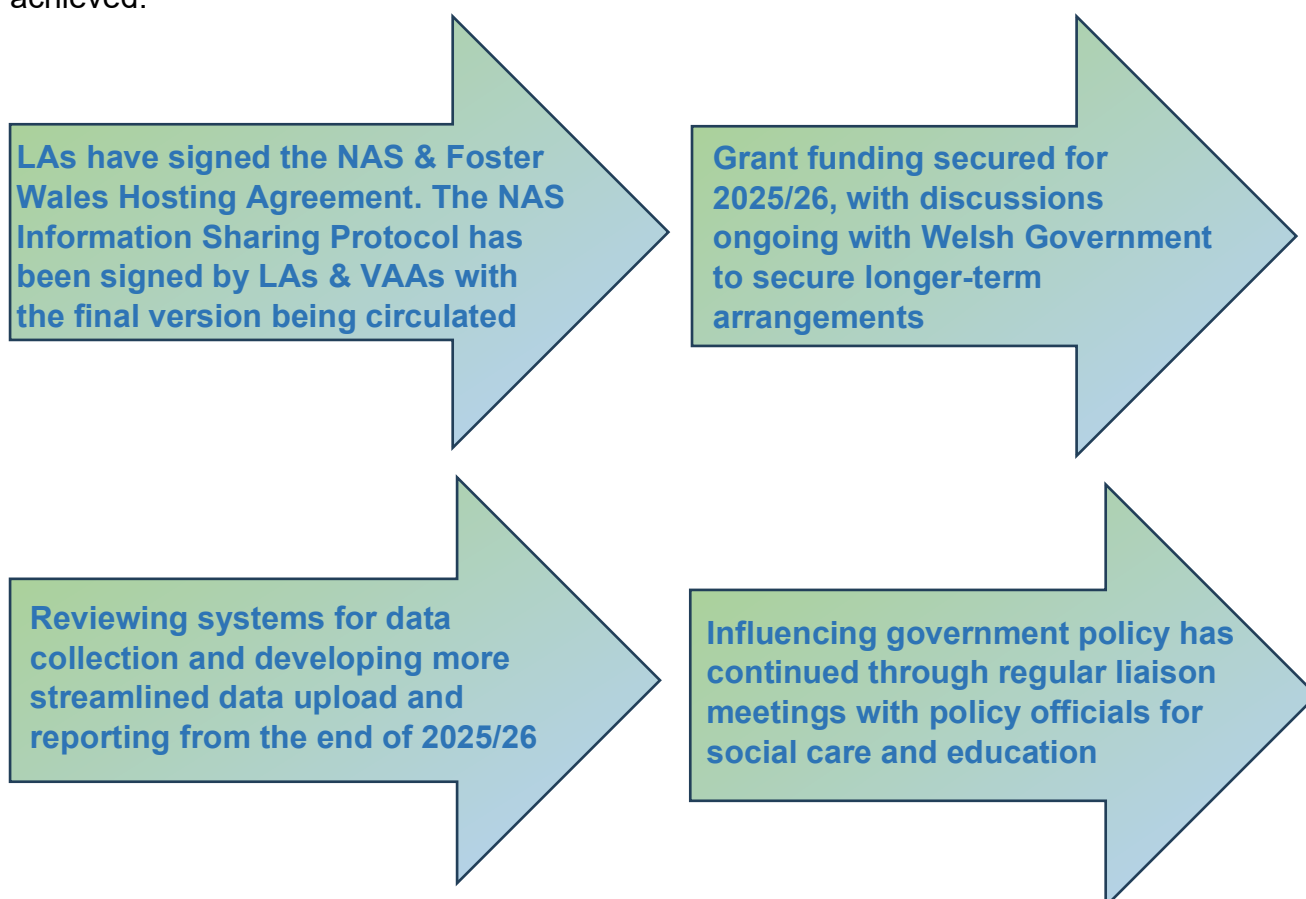 achieved.
LAs have signed the NAS & Foster
Wales Hosting Agreement. The NAS
Information Sharing Protocol has
been signed by LAs & VAAs with
the final version being circulated
Grant funding secured for
2025/26, with discussions
ongoing with Welsh Government
to secure longer-term
arrangements
Reviewing systems for data
collection and developing more
streamlined data upload and
reporting from the end of 2025/26
Influencing government policy has
continued through regular liaison
meetings with policy officials for
social care and education